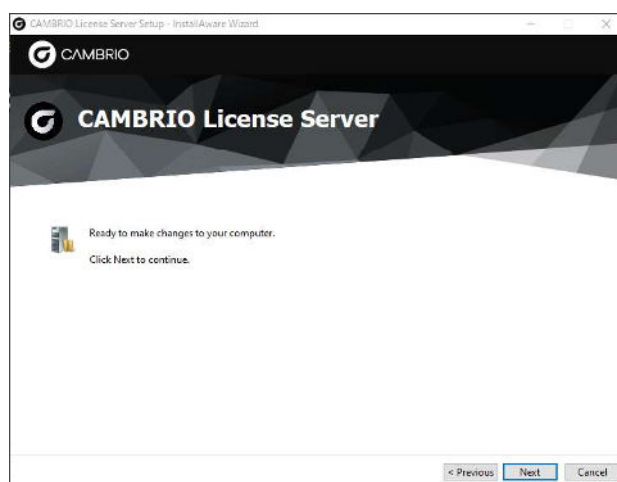 CAMBRIO License Server Setup - InstallAware Wizard
CAMBRIO
CAMBRIO License Server
Ready to make changes to your computer.
Click Next to continue.
< Previous
Next
Cancel